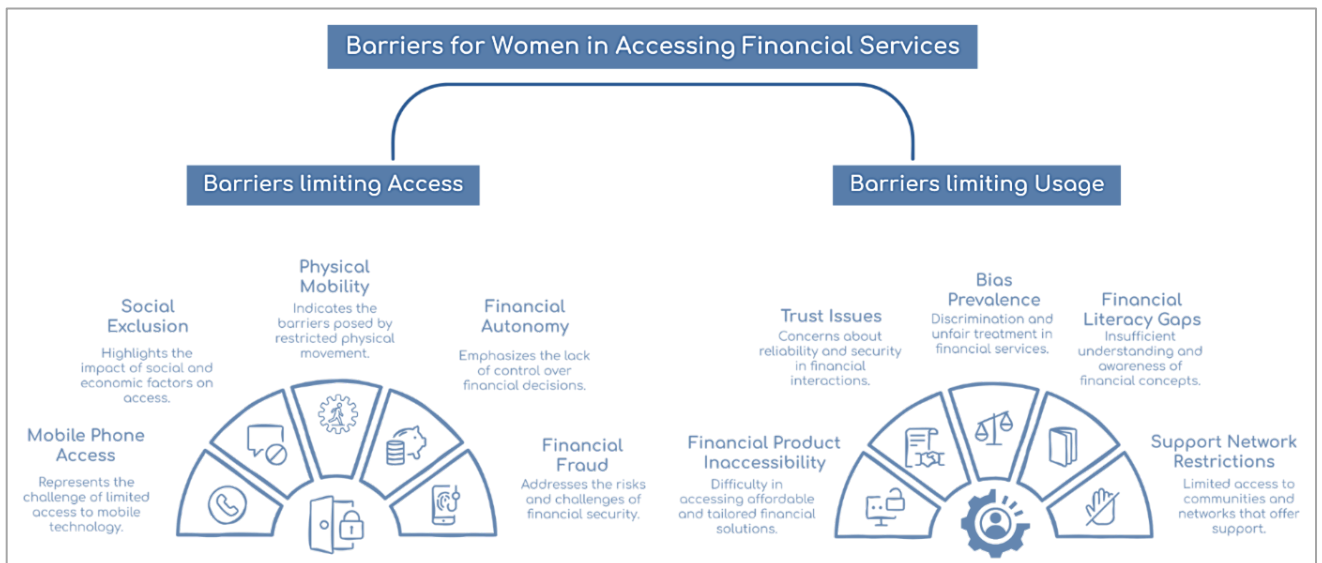 Barriers for Women in Accessing Financial Services
Barriers limiting Access
Mobile Phone
Access
Represents the
challenge of limited
access to mobile
technology.
Social
Exclusion
Highlights the
impact of social and
economic factors on
access.
Physical
Mobility
Indicates the
barriers posed by
restricted physical
movement.
Financial
Autonomy
Emphasizes the lack
of control over
financial decisions.
Financial
Fraud
Addresses the risks
and challenges of
financial security.
Barriers limiting Usage
Financial Product
Inaccessibility
Difficulty in
accessing affordable
and tailored financial
solutions.
Trust Issues
Concerns about
reliability and security
in financial
interactions.
Bias
Prevalence
Discrimination and
unfair treatment in
financial services.
Financial
Literacy Gaps
Insufficient
understanding and
awareness of
financial concepts.
Support Network
Restrictions
Limited access to
communities and
networks that offer
support.